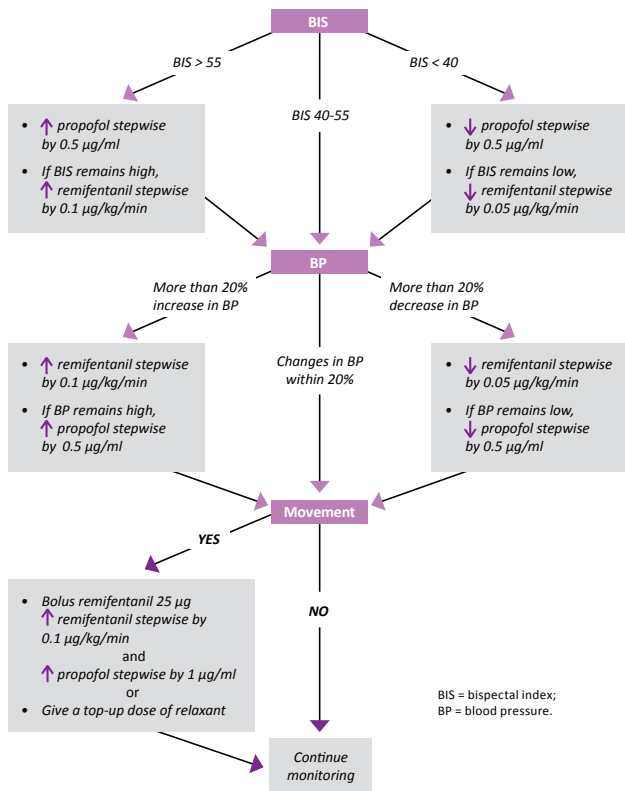 BIS
BIS > 55
BIS < 40
BIS 40-55
• ↑ propofol stepwise
by 0.5 µg/ml
• If BIS remains high,
↑ remifentanil stepwise
by 0.1 µg/kg/min
• ↓ propofol stepwise
by 0.5 µg/ml
• If BIS remains low,
↓ remifentanil stepwise
by 0.05 µg/kg/min
BP
More than 20%
increase in BP
More than 20%
decrease in BP
Changes in BP
within 20%
• ↑ remifentanil stepwise
by 0.1 µg/kg/min
• If BP remains high,
↑ propofol stepwise
by 0.5 µg/ml
• ↓ remifentanil stepwise
by 0.05 µg/kg/min
• If BP remains low,
↓ propofol stepwise
by 0.5 µg/ml
Movement
YES
NO
• Bolus remifentanil 25 µg
↑ remifentanil stepwise by
0.1 µg/kg/min
and
↑ propofol stepwise by 1 µg/ml
or
• Give a top-up dose of relaxant
BIS = bispectal index;
BP = blood pressure.
Continue
monitoring